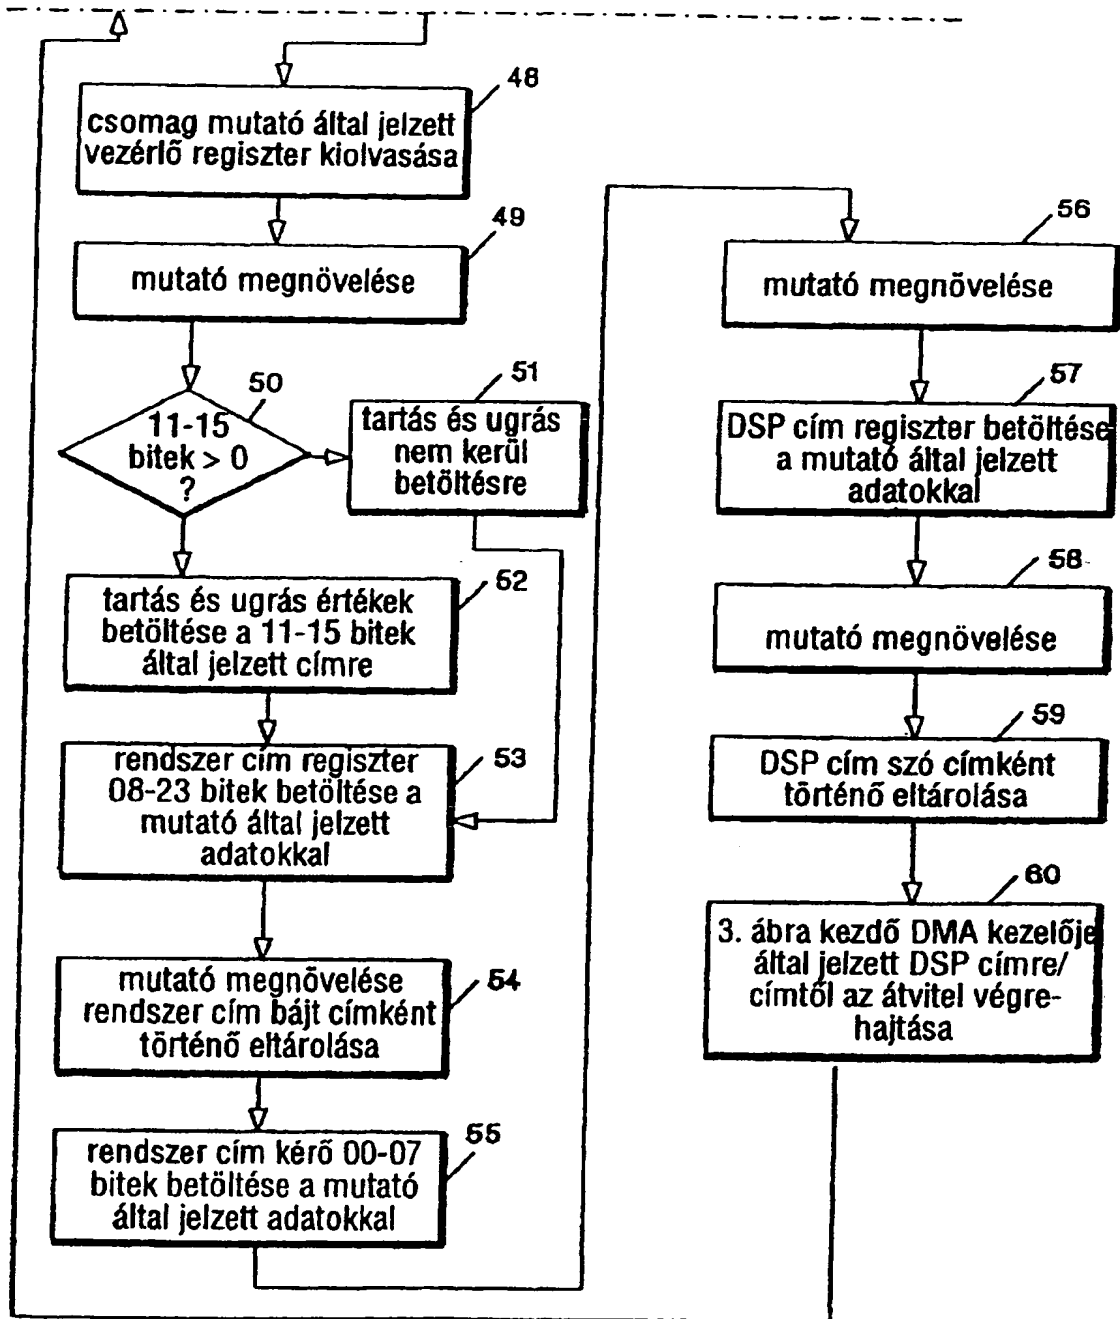 48
csomag mutató által jelzett
vezérlő regiszter kiolvasása
49
mutató megnövelése
50
11-15
bitek > 0
?
51
tartás és ugrás
nem kerül
betöltésre
52
tartás és ugrás értékek
betöltése a 11-15 bitek
által jelzett címre
53
rendszer cím regiszter
08-23 bitek betöltése a
mutató által jelzett
adatokkal
54
mutató megnövelése
rendszer cím bájt címként
történő eltárolása
55
rendszer cím kérő 00-07
bitek betöltése a mutató
által jelzett adatokkal
56
mutató megnövelése
57
DSP cím regiszter betöltése
a mutató által jelzett
adatokkal
58
mutató megnövelése
59
DSP cím szó címként
történő eltárolása
60
3. ábra kezdő DMA kezelője
által jelzett DSP címre/
címtől az átvitel végre-
hajtása